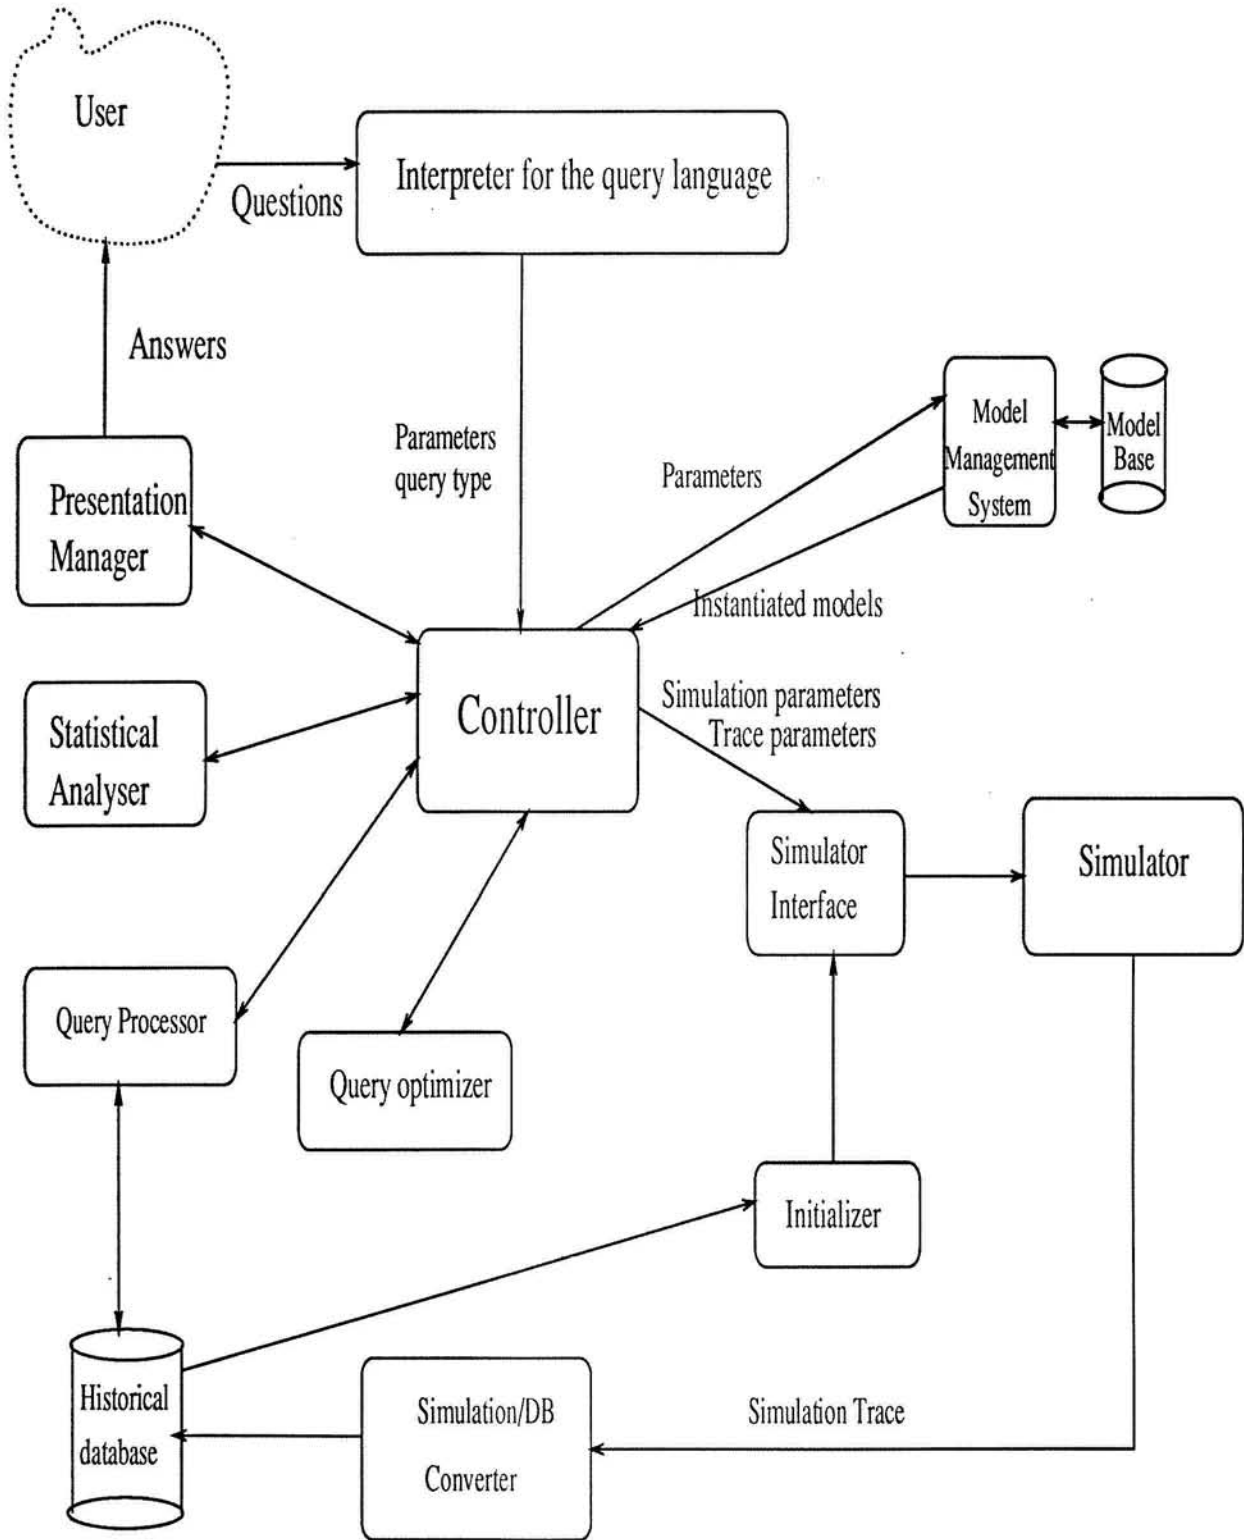 User
Interpreter for the query language
Questions
Answers
Parameters
query type
Parameters
Model
Management
System
Model
Base
Presentation
Manager
Instantiated models
Controller
Simulation parameters
Trace parameters
Statistical
Analyser
Simulator
Interface
Simulator
Query Processor
Query optimizer
Initializer
Historical
database
Simulation/DB
Converter
Simulation Trace